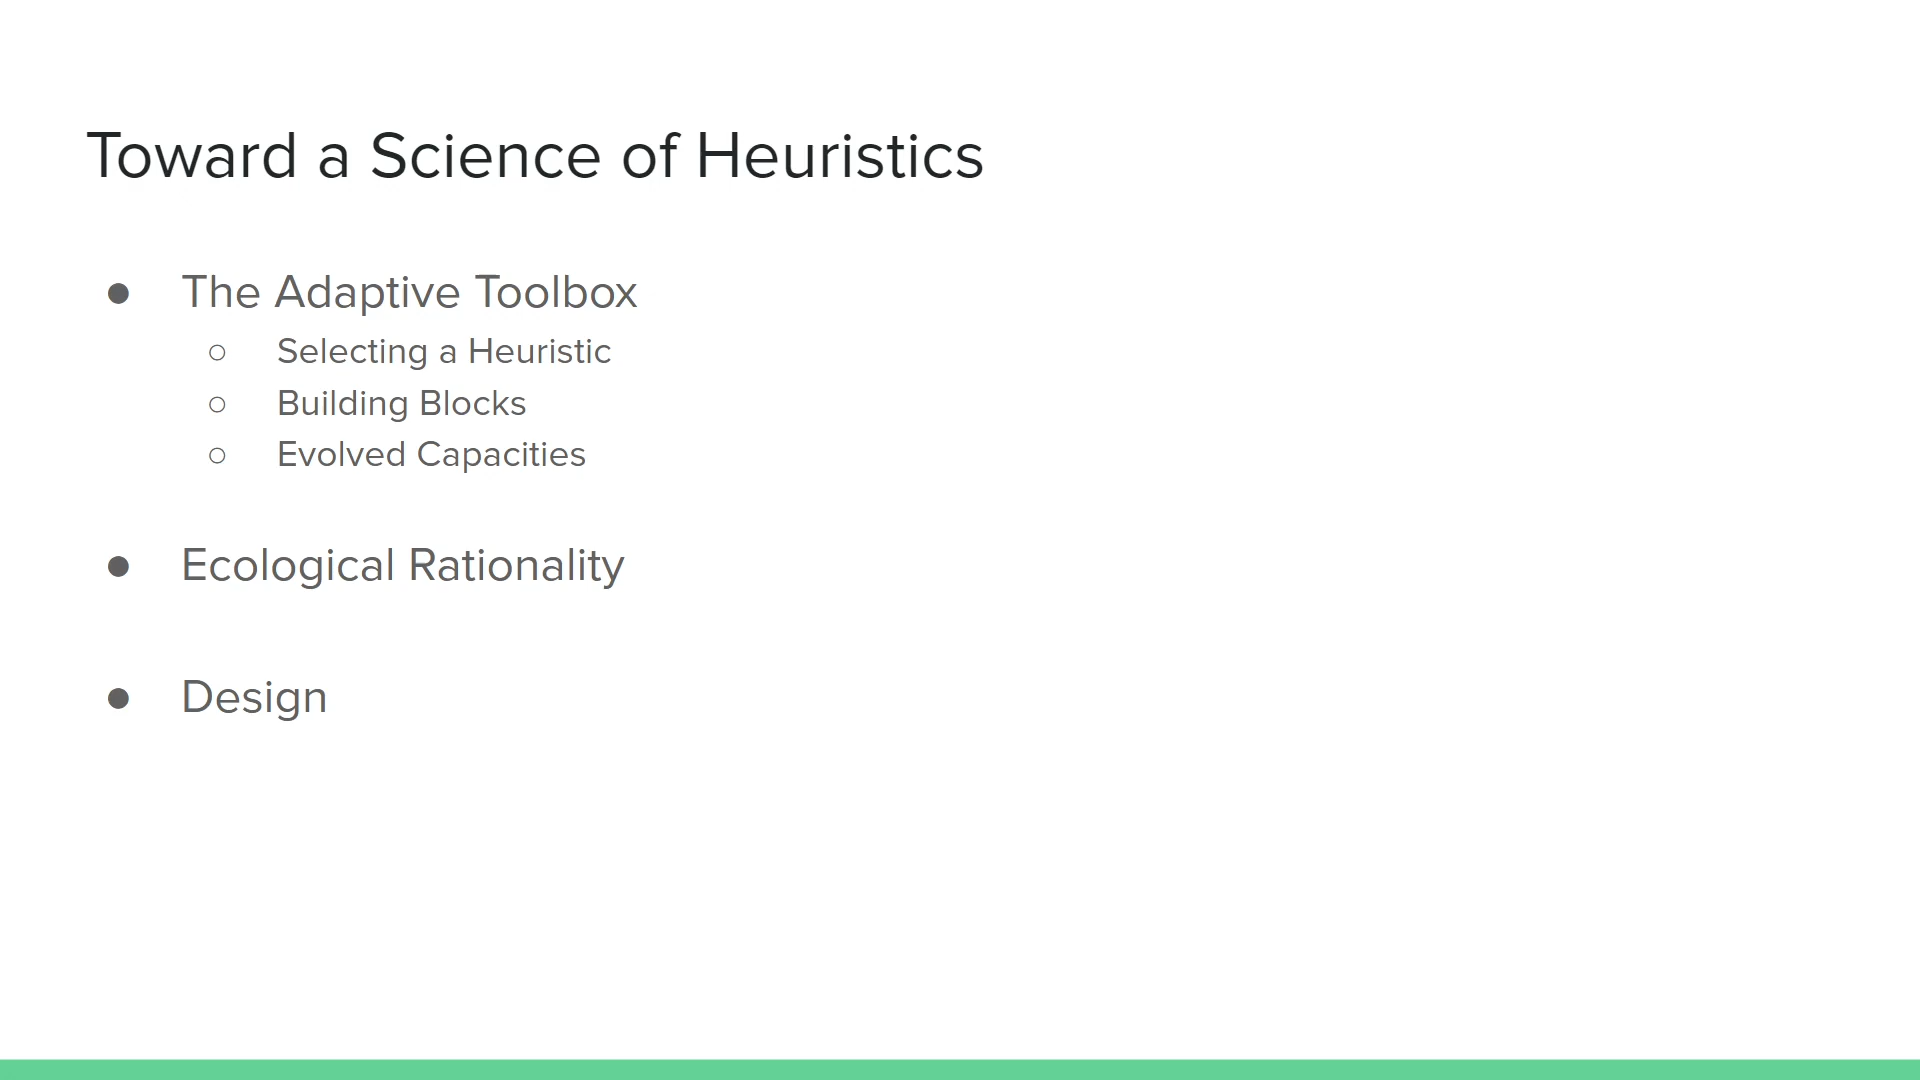 Toward a Science of Heuristics
● The Adaptive Toolbox
○ Selecting a Heuristic
○ Building Blocks
○ Evolved Capacities
● Ecological Rationality
● Design